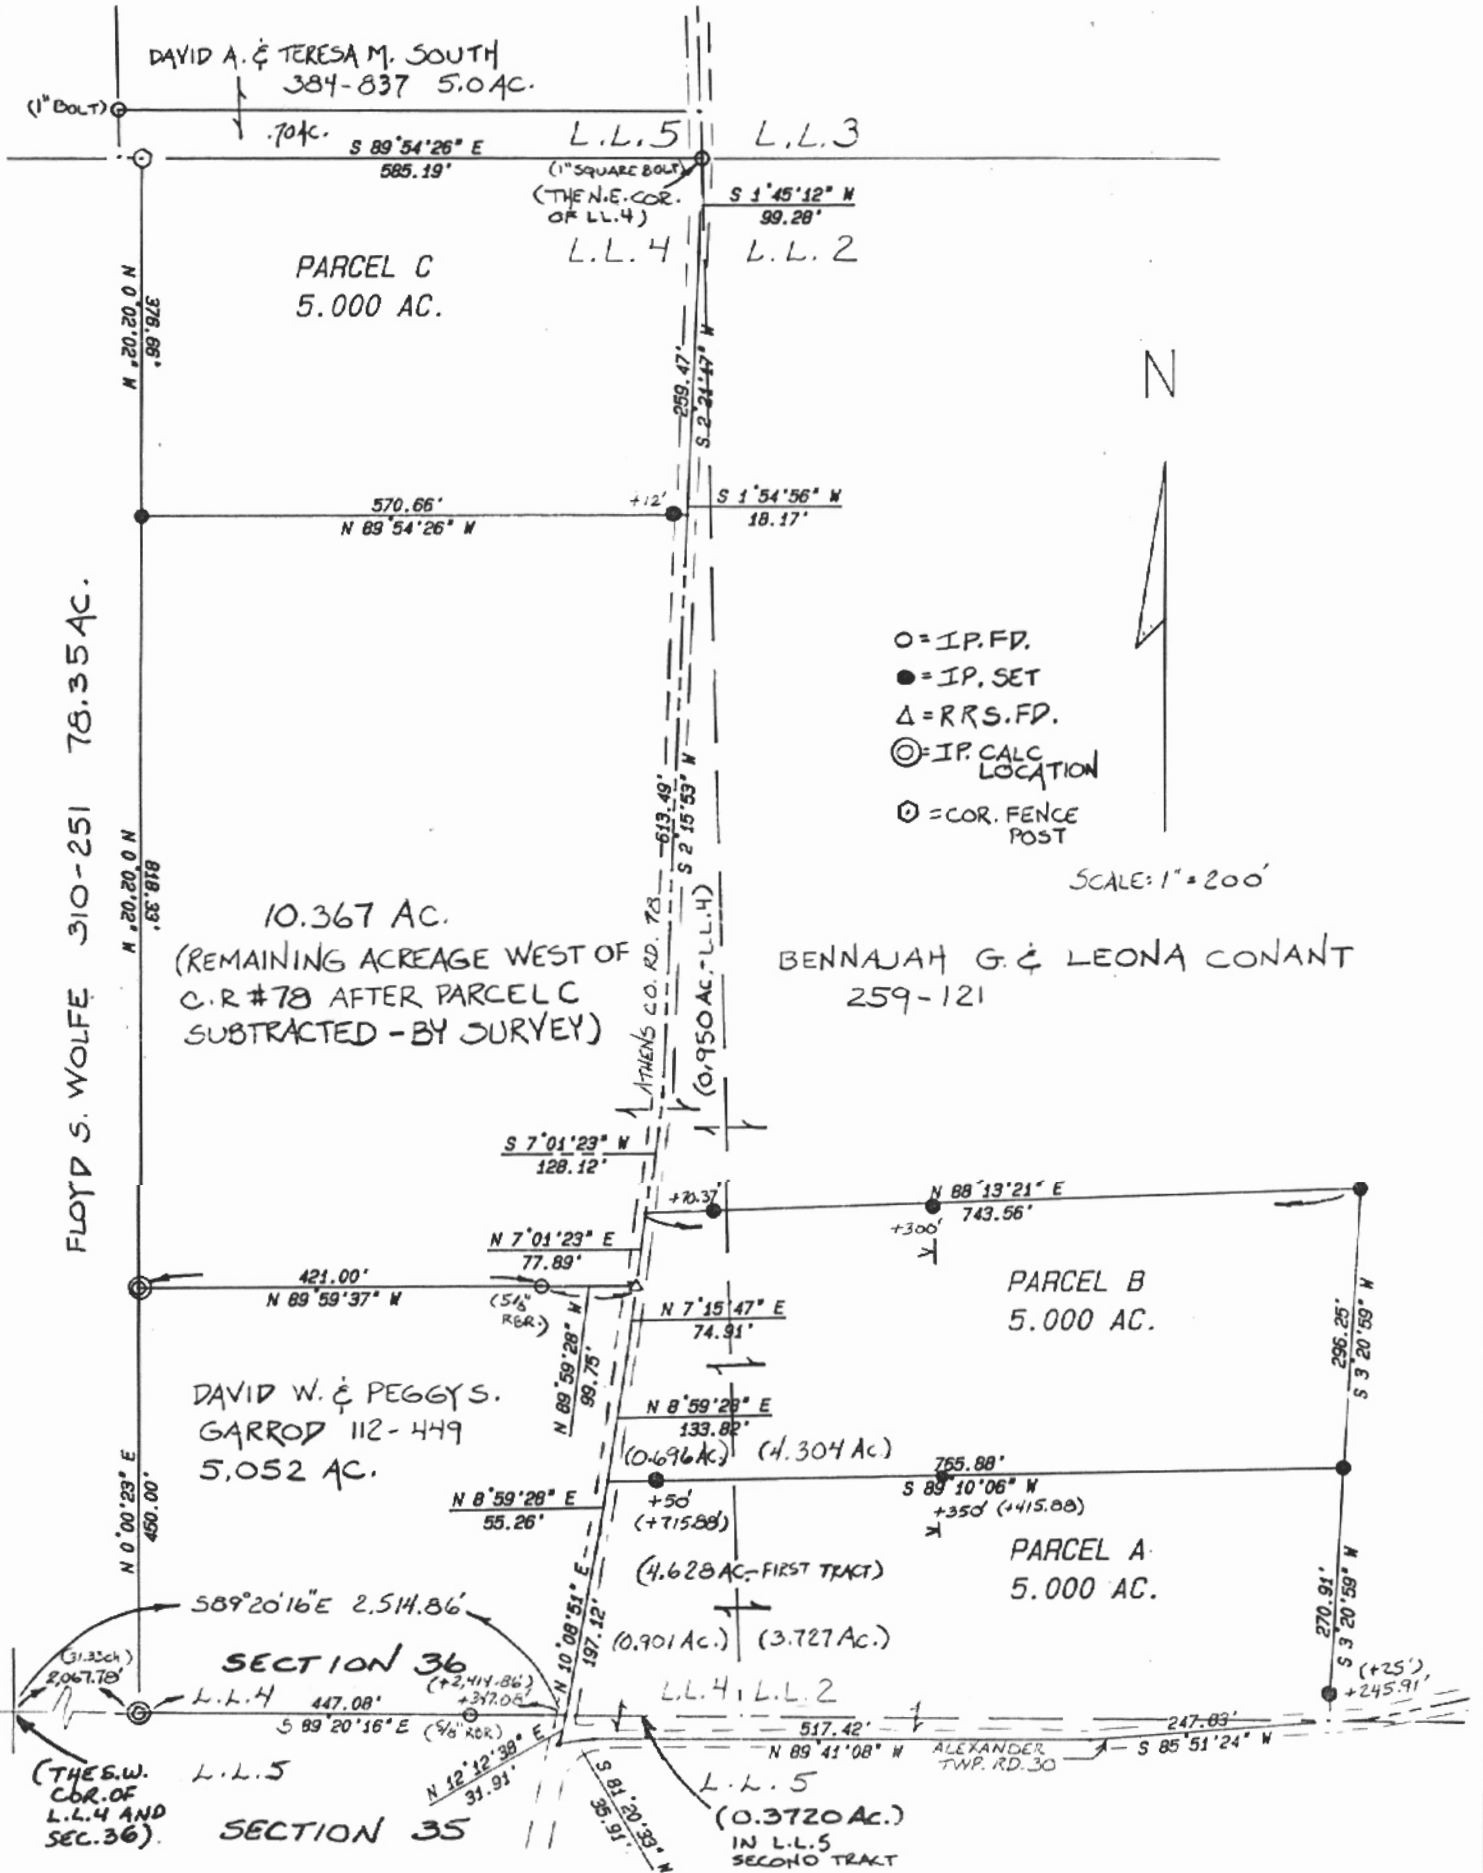 DAVID A. & TERESA M. SOUTH
384-837 5.0 AC.
(1" BOLT)
.70 AC.
S 89°54'26" E
585.19'
L.L.5
L.L.3
(1" SQUARE BOLT)
(THE N.E. COR.
OF LL.4)
S 1°45'12" W
99.28'
L.L.4
L.L.2
PARCEL C
5.000 AC.
376.66'
N 0°02'02" W
259.47'
S 2°21'47" W
N
570.66'
N 89°54'26" W
+12'
S 1°54'56" W
18.17'
O = I.P. FD.
● = I.P. SET
△ = RRS. FD.
◎ = I.P. CALC
LOCATION
= COR. FENCE
POST
SCALE: 1" = 200'
FLOYD S. WOLFE 310-251 78.35 AC.
818.33'
N 0°02'02" W
613.49'
S 2°15'53" W
10.367 AC.
(REMAINING ACREAGE WEST OF
C.R #78 AFTER PARCEL C
SUBTRACTED - BY SURVEY)
ATHENS CO. RD. 78
(0.950 AC.-L.L.4)
BENNAJAH G. & LEONA CONANT
259-121
S 7°01'23" W
128.12'
+70.37'
N 88°13'21" E
743.56'
+300'
N 7°01'23" E
77.89'
421.00'
N 89°59'37" W
(5/8"
RBR.)
N 89°59'28" W
99.75'
N 7°15'47" E
74.91'
PARCEL B
5.000 AC.
296.25'
S 3°20'59" W
DAVID W. & PEGGY S.
GARROD 112-449
5.052 AC.
N 8°59'28" E
133.82'
(0.696 AC.)
(4.304 AC.)
765.88'
S 89°10'06" W
+50'
(+715.88')
+350' (+415.88)
N 8°59'28" E
55.26'
N 0°00'23" E
450.00'
PARCEL A
5.000 AC.
(4.628 AC-FIRST TRACT)
270.91'
S 3°20'59" W
S89°20'16"E 2,514.86'
N 10°08'51" E
197.12'
(0.901 AC.)
(3.727 AC.)
(31.33ch)
2,067.78'
SECTION 36
(+2,414.86')
+347.08'
L.L.4
447.08'
S 89°20'16" E
(5/8" RBR)
L.L.4
L.L.2
(+25')
+245.91'
517.42'
N 89°41'08" W
247.83'
S 85°51'24" W
ALEXANDER
TWP. RD. 30
(THE S.W.
COR. OF
L.L.4 AND
SEC. 36)
L.L.5
SECTION 35
N 12°12'38" E
31.91'
S 81°20'33" W
35.91'
L.L.5
(0.3720 AC.)
IN L.L.5
SECOND TRACT